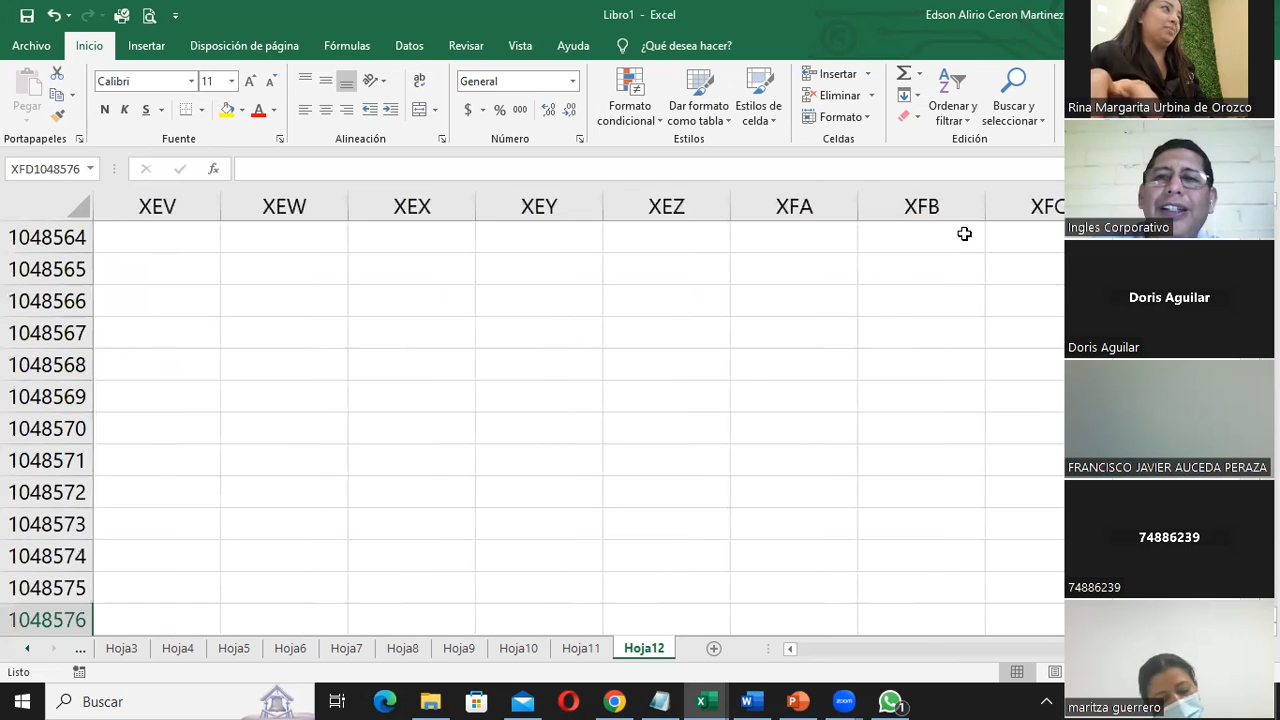 Libro1 - Excel
Edson Alirio Ceron Martinez
Archivo Inicio Insertar Disposición de página Fórmulas Datos Revisar Vista Ayuda ¿Qué desea hacer?
Pegar
Calibri 11
N K S
General
$ % 000
Formato condicional
Dar formato como tabla
Estilos de celda
Insertar
Eliminar
Formato
Ordenar y filtrar
Buscar y seleccionar
Portapapeles Fuente Alineación Número Estilos Celdas Edición
XFD1048576
fx
XEV XEW XEX XEY XEZ XFA XFB XFC
1048564
1048565
1048566
1048567
1048568
1048569
1048570
1048571
1048572
1048573
1048574
1048575
1048576
... Hoja3 Hoja4 Hoja5 Hoja6 Hoja7 Hoja8 Hoja9 Hoja10 Hoja11 Hoja12
Listo
Buscar
zoom
1
Rina Margarita Urbina de Orozco
Ingles Corporativo
Doris Aguilar
Doris Aguilar
FRANCISCO JAVIER AUCEDA PERAZA
74886239
74886239
maritza guerrero